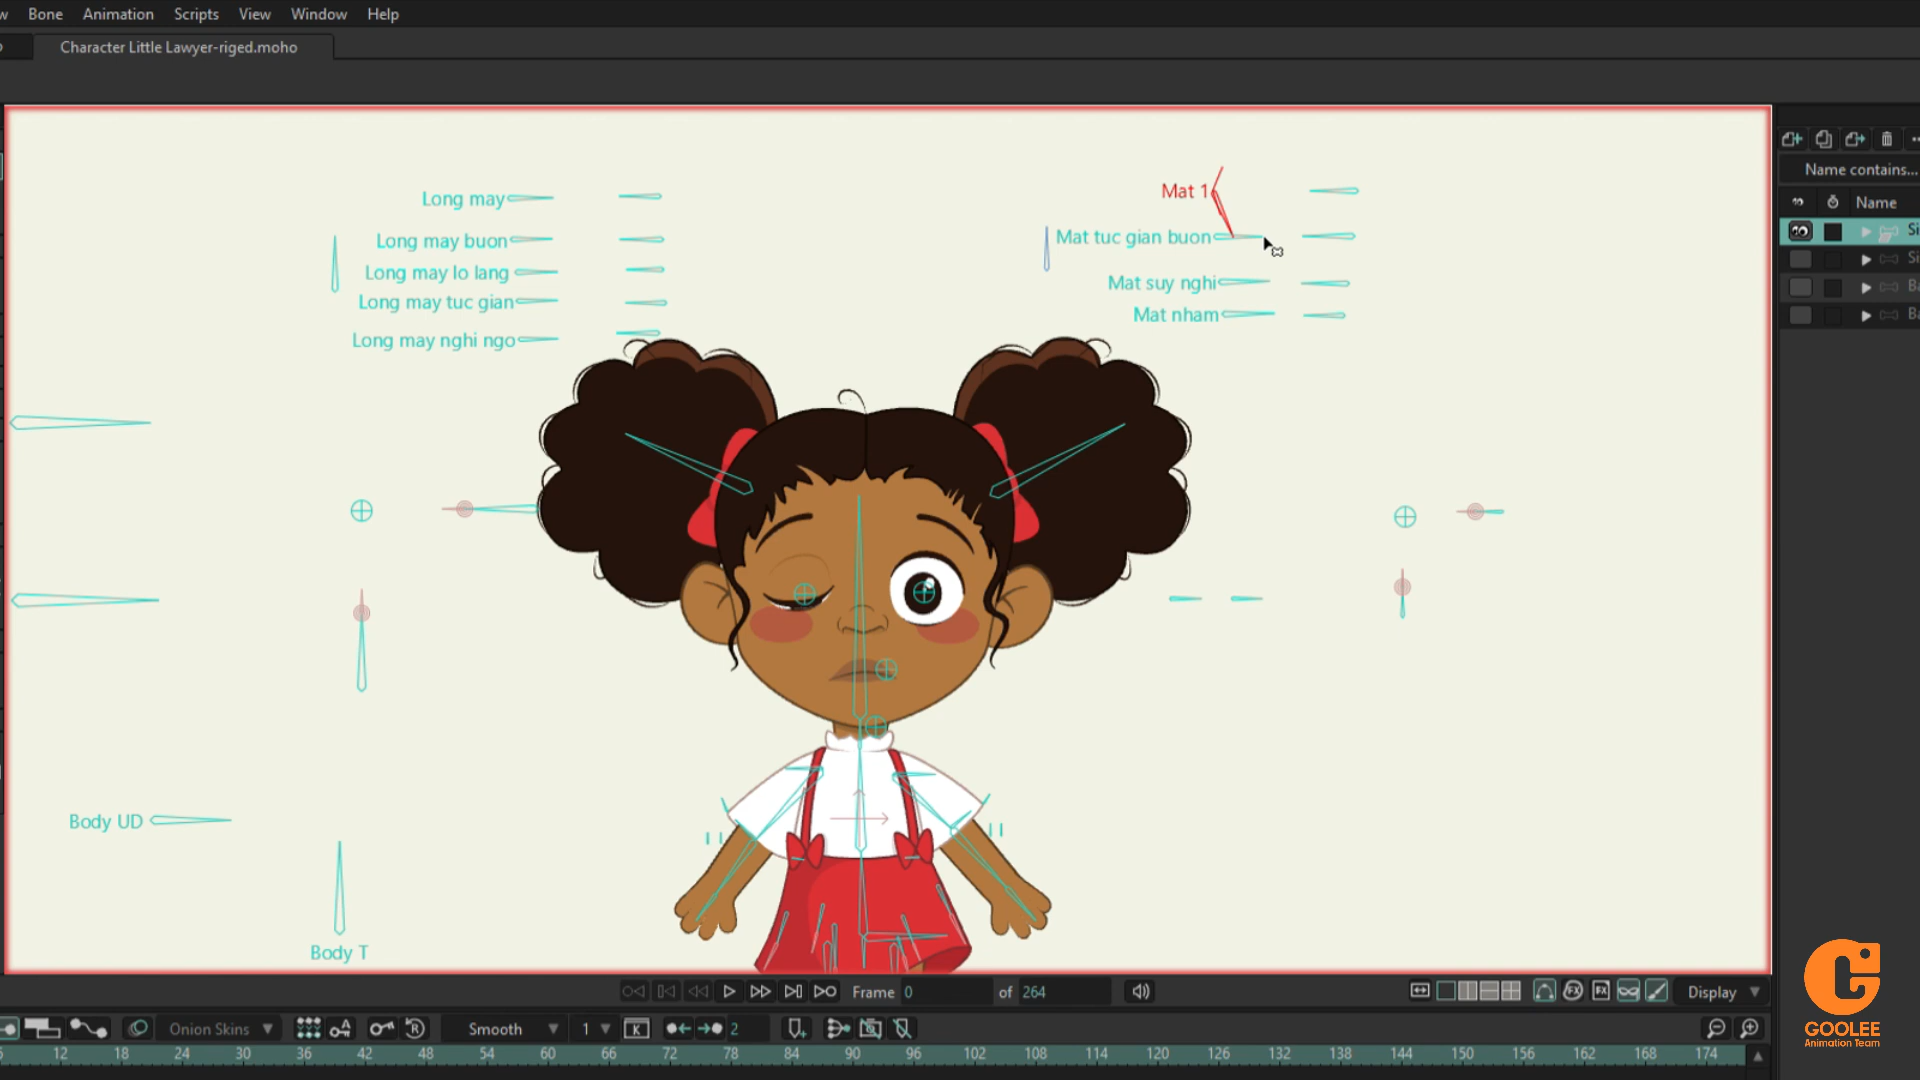 Bone Animation Scripts View Window Help
Character Little Lawyer-riged.moho
Name contains...
Name
Long may
Long may buon
Long may lo lang
Long may tuc gian
Long may nghi ngo
Mat 1
Mat tuc gian buon
Mat suy nghi
Mat nham
Body UD
Body T
Frame 0 of 264
Display
Onion Skins
Smooth
1
2
12 18 24 30 36 42 48 54 60 66 72 78 84 90 96 102 108 114 120 126 132 138 144 150 156 162 168 174
GOOLEE
Animation Team